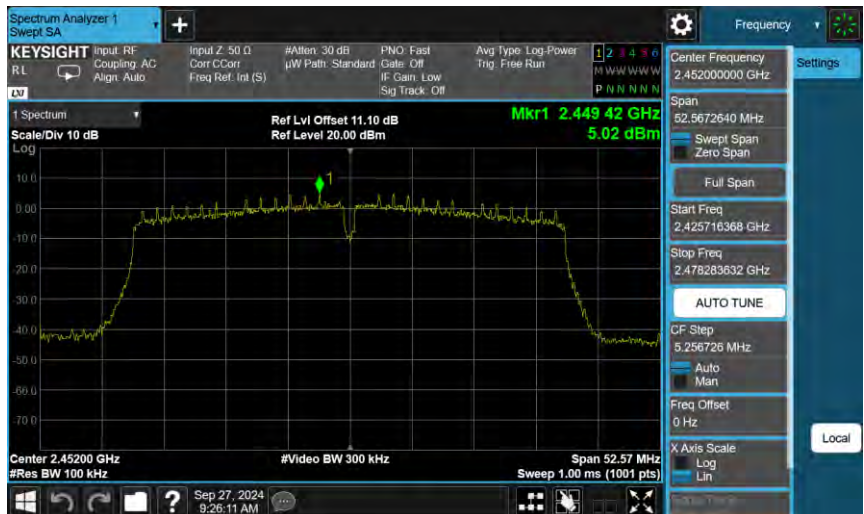 Spectrum Analyzer 1
Swept SA
+
Frequency
KEYSIGHT
RL
LXI
Input: RF
Coupling: AC
Align: Auto
Input Z: 50 Ω
Corr CCorr
Freq Ref: Int (S)
#Atten: 30 dB
µW Path: Standard
PNO: Fast
Gate: Off
IF Gain: Low
Sig Track: Off
Avg Type: Log-Power
Trig: Free Run
1 2 3 4 5 6
M W W W W W
P N N N N N
Center Frequency
2.452000000 GHz
Settings
Span
52.5672640 MHz
Swept Span
Zero Span
Full Span
Start Freq
2.425716368 GHz
Stop Freq
2.478283632 GHz
AUTO TUNE
CF Step
5.256726 MHz
Auto
Man
Freq Offset
0 Hz
X Axis Scale
Log
Lin
Local
1 Spectrum
Scale/Div 10 dB
Ref Lvl Offset 11.10 dB
Ref Level 20.00 dBm
Mkr1 2.449 42 GHz
5.02 dBm
Log
10.0
0.00
-10.0
-20.0
-30.0
-40.0
-50.0
-60.0
-70.0
1
Center 2.45200 GHz
#Res BW 100 kHz
#Video BW 300 kHz
Span 52.57 MHz
Sweep 1.00 ms (1001 pts)
?
Sep 27, 2024
9:26:11 AM